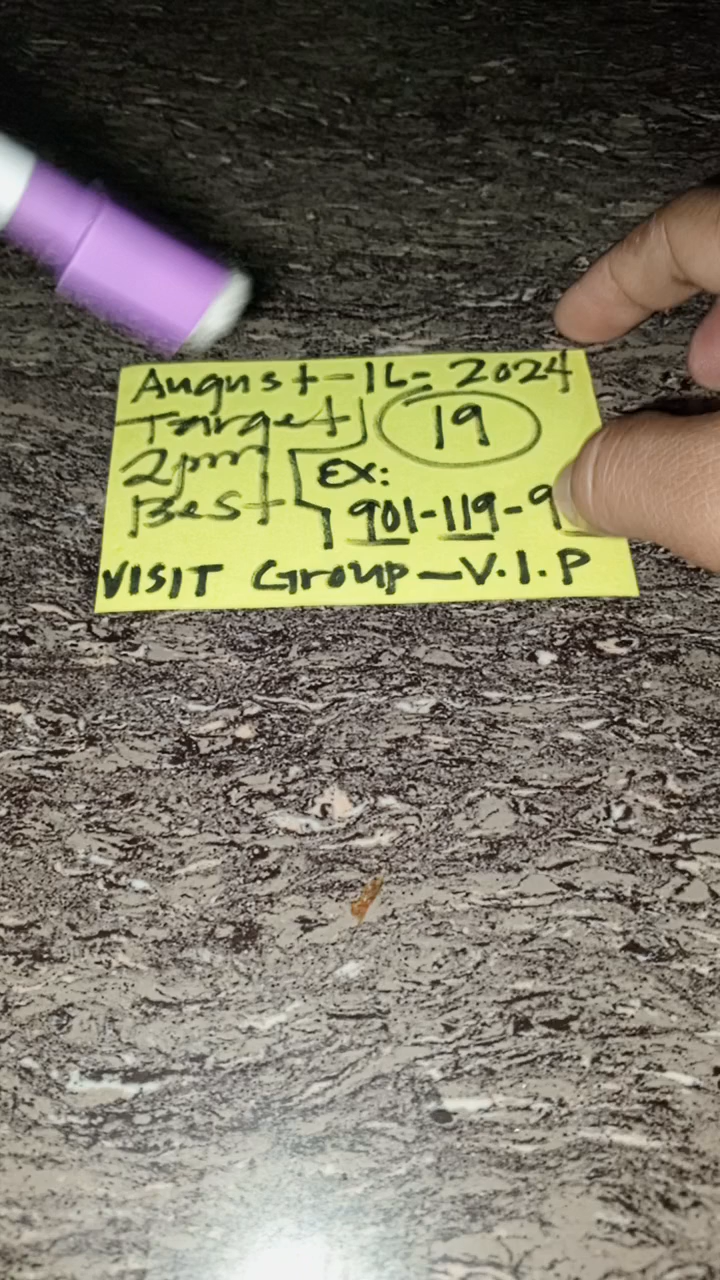 August-16-2024
Target 19
2pm EX:
Best 901-119-9
VISIT Group-V.I.P